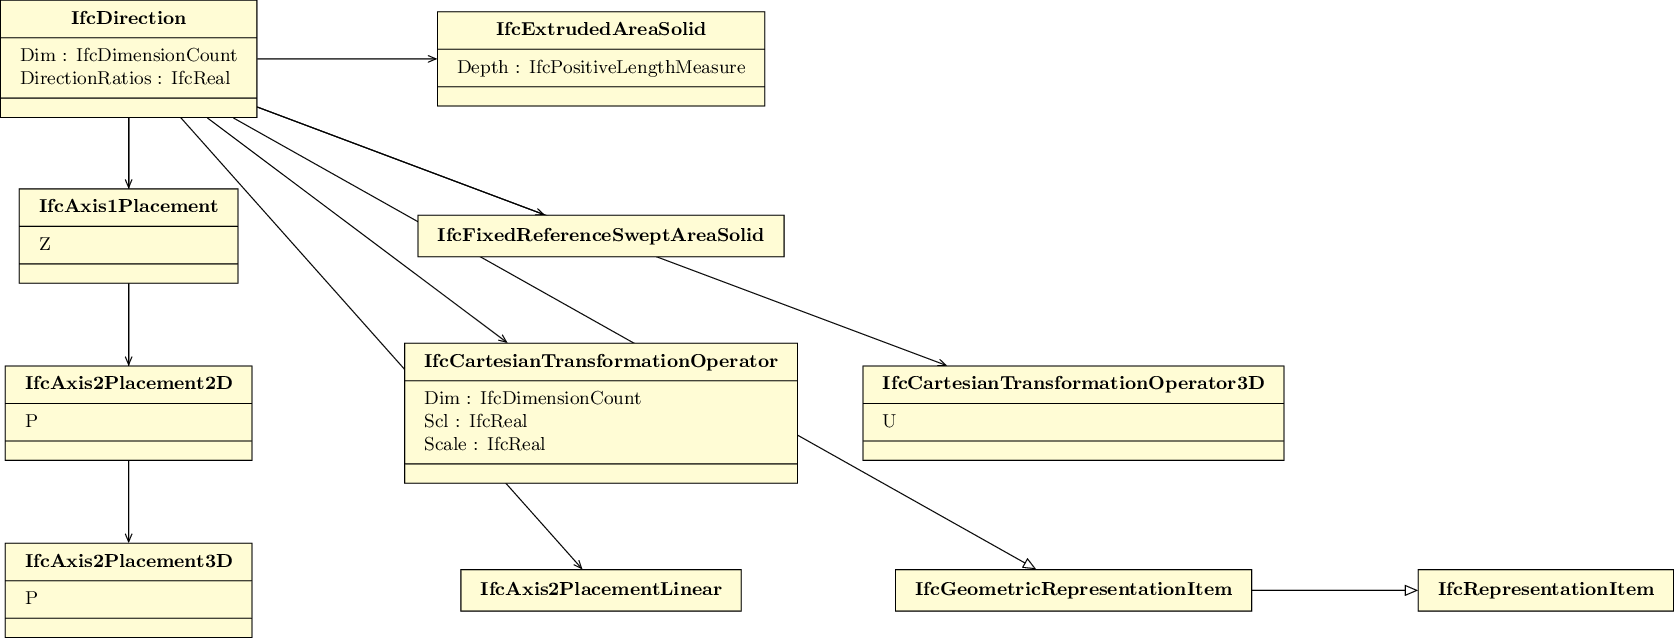 IfcDirection
Dim : IfcDimensionCount
DirectionRatios : IfcReal
IfcExtrudedAreaSolid
Depth : IfcPositiveLengthMeasure
IfcAxis1Placement
Z
IfcFixedReferenceSweptAreaSolid
IfcAxis2Placement2D
P
IfcCartesianTransformationOperator
Dim : IfcDimensionCount
Scl : IfcReal
Scale : IfcReal
IfcCartesianTransformationOperator3D
U
IfcAxis2Placement3D
P
IfcAxis2PlacementLinear
IfcGeometricRepresentationItem
IfcRepresentationItem